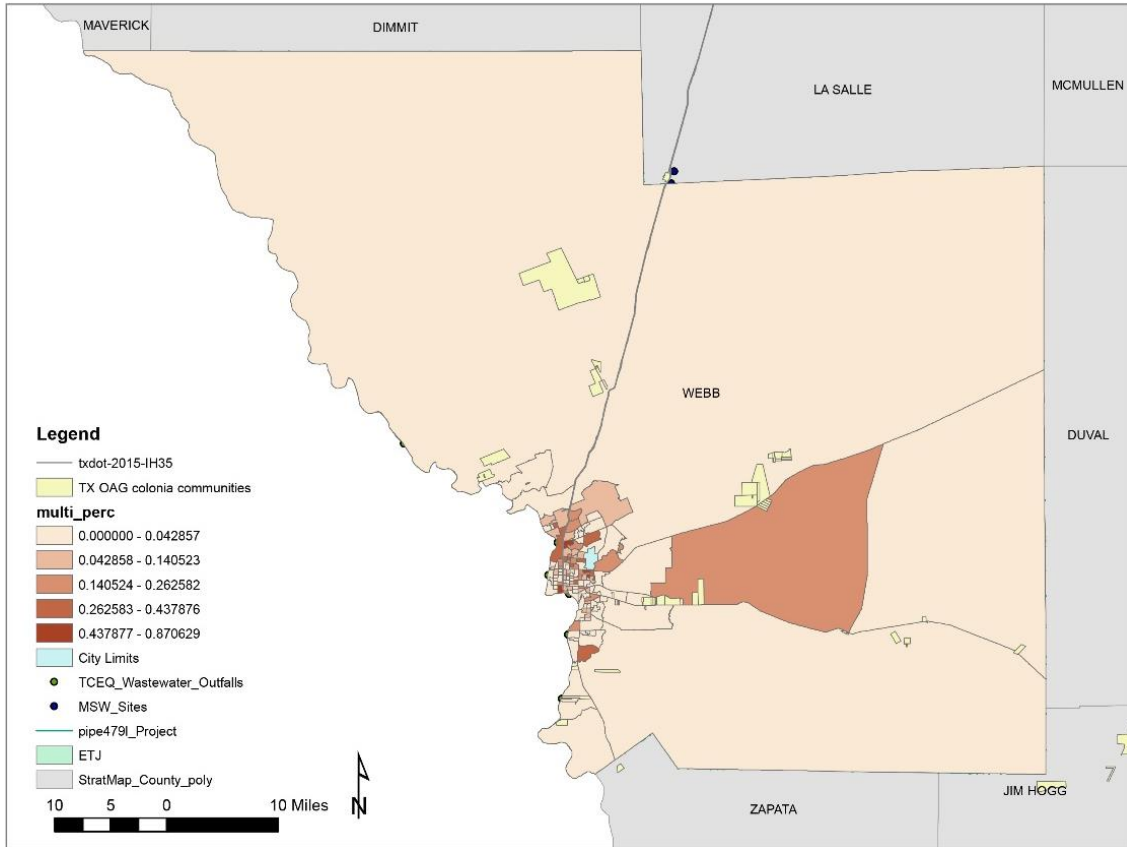 MAVERICK
DIMMIT
LA SALLE
MCMULLEN
WEBB
DUVAL
Legend
txdot-2015-IH35
TX OAG colonia communities
multi_perc
0.000000 - 0.042857
0.042858 - 0.140523
0.140524 - 0.262582
0.262583 - 0.437876
0.437877 - 0.870629
City Limits
TCEQ_Wastewater_Outfalls
MSW_Sites
pipe479l_Project
ETJ
StratMap_County_poly
10 5 0 10 Miles
N
ZAPATA
JIM HOGG